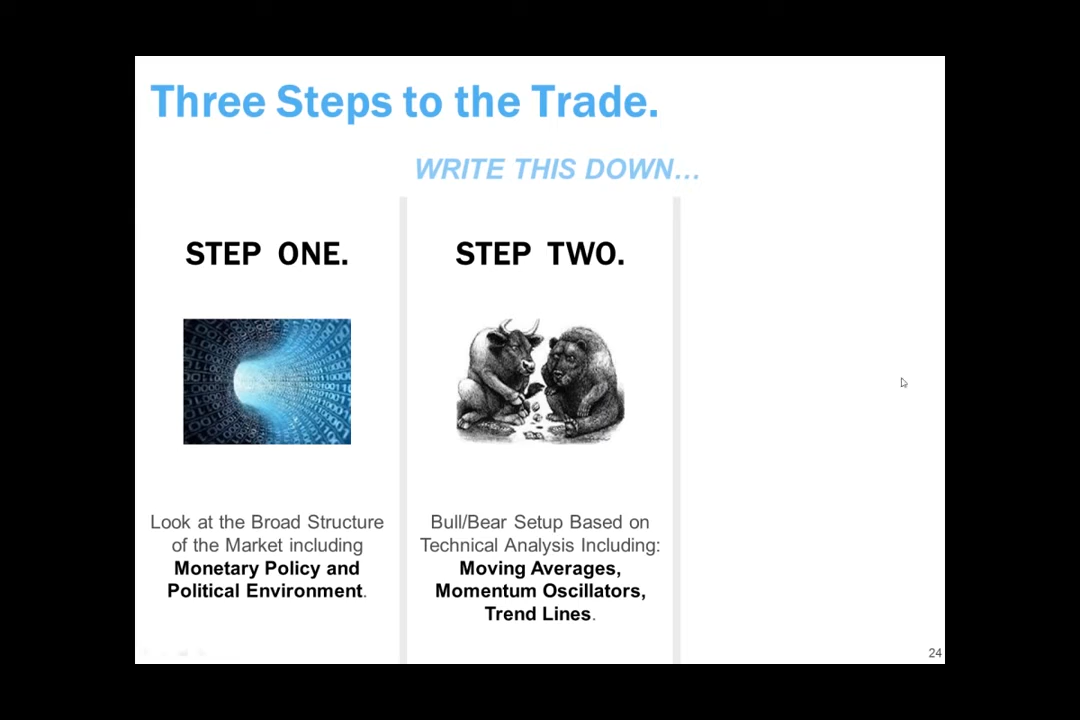 Three Steps to the Trade.
WRITE THIS DOWN...
STEP ONE.
Look at the Broad Structure
of the Market including
Monetary Policy and
Political Environment.
STEP TWO.
Bull/Bear Setup Based on
Technical Analysis Including:
Moving Averages,
Momentum Oscillators,
Trend Lines.
24